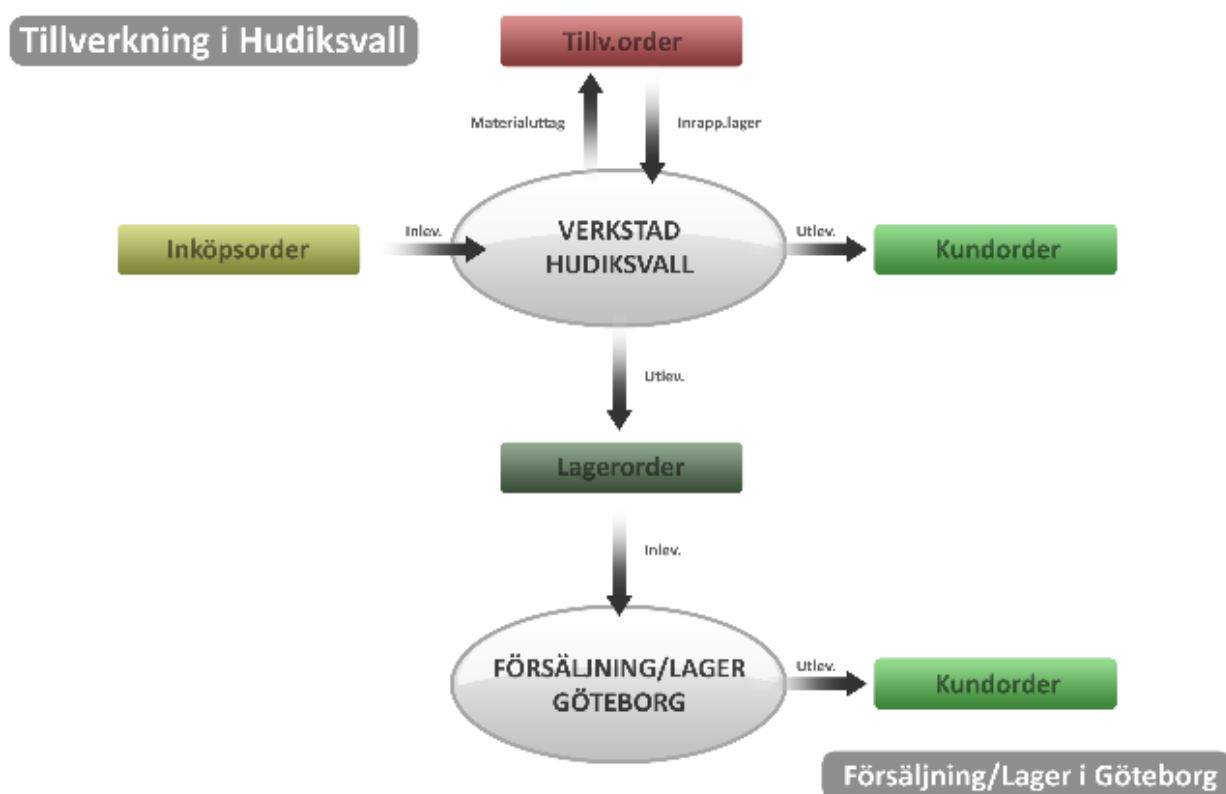 Tillverkning i Hudiksvall
Tillv.order
Materialuttag
Inrapp.lager
Inköpsorder
Inlev.
VERKSTAD
HUDIKSVALL
Utlev.
Kundorder
Utlev.
Lagerorder
Inlev.
FÖRSÄLJNING/LAGER
GÖTEBORG
Utlev.
Kundorder
Försäljning/Lager i Göteborg